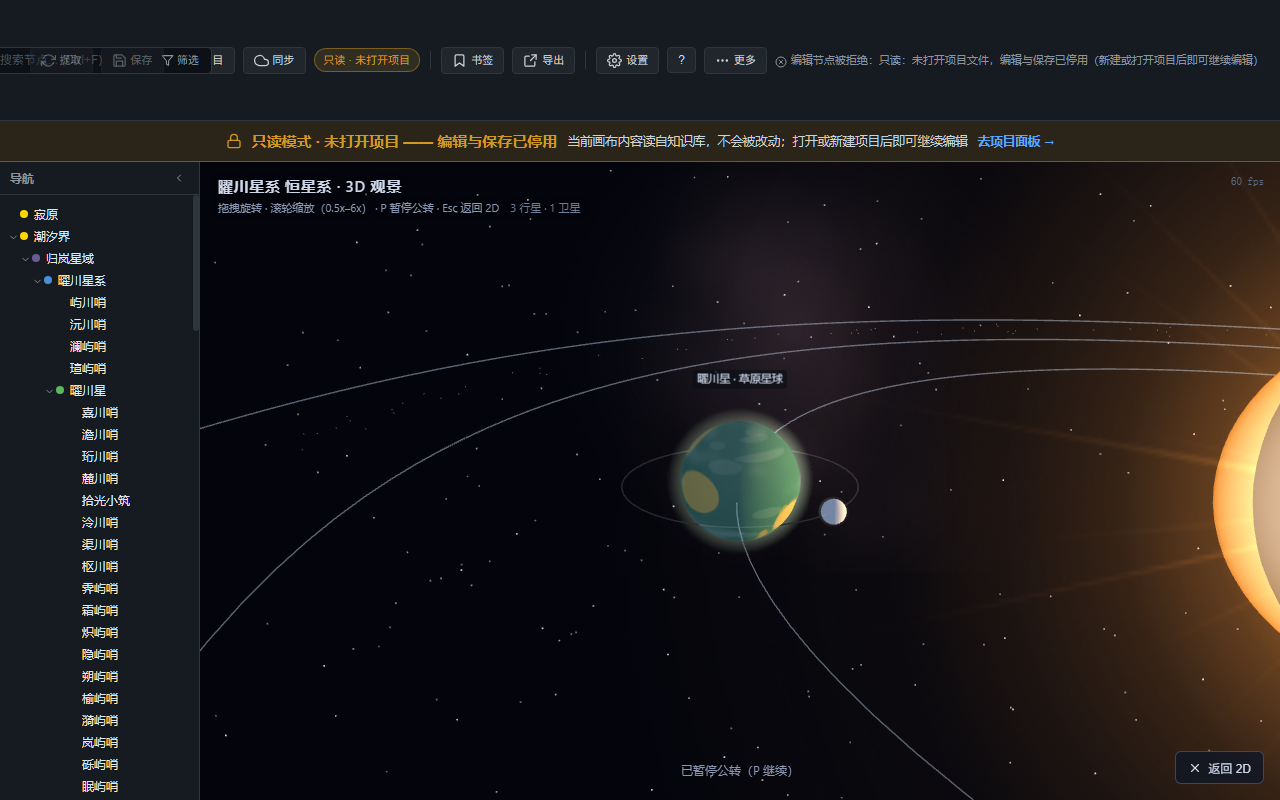 提取 保存 筛选 目 同步 只读 · 未打开项目 书签 导出 设置 ? 更多 编辑节点被拒绝：只读：未打开项目文件，编辑与保存已停用（新建或打开项目后即可继续编辑）
只读模式 · 未打开项目 —— 编辑与保存已停用 当前画布内容读自知识库，不会被改动；打开或新建项目后即可继续编辑 去项目面板 →
导航
寂原
潮汐界
归岚星域
曜川星系
屿川哨
沅川哨
澜屿哨
瑄屿哨
曜川星
嘉川哨
澹川哨
珩川哨
麓川哨
拾光小筑
泠川哨
渠川哨
枢川哨
霁屿哨
霜屿哨
炽屿哨
隐屿哨
朔屿哨
榆屿哨
漪屿哨
岚屿哨
砾屿哨
眠屿哨
曜川星系 恒星系 · 3D 观景
拖拽旋转 · 滚轮缩放（0.5x–6x） · P 暂停公转 · Esc 返回 2D 3 行星 · 1 卫星
60 fps
曜川星 · 草原星球
已暂停公转（P 继续）
返回 2D